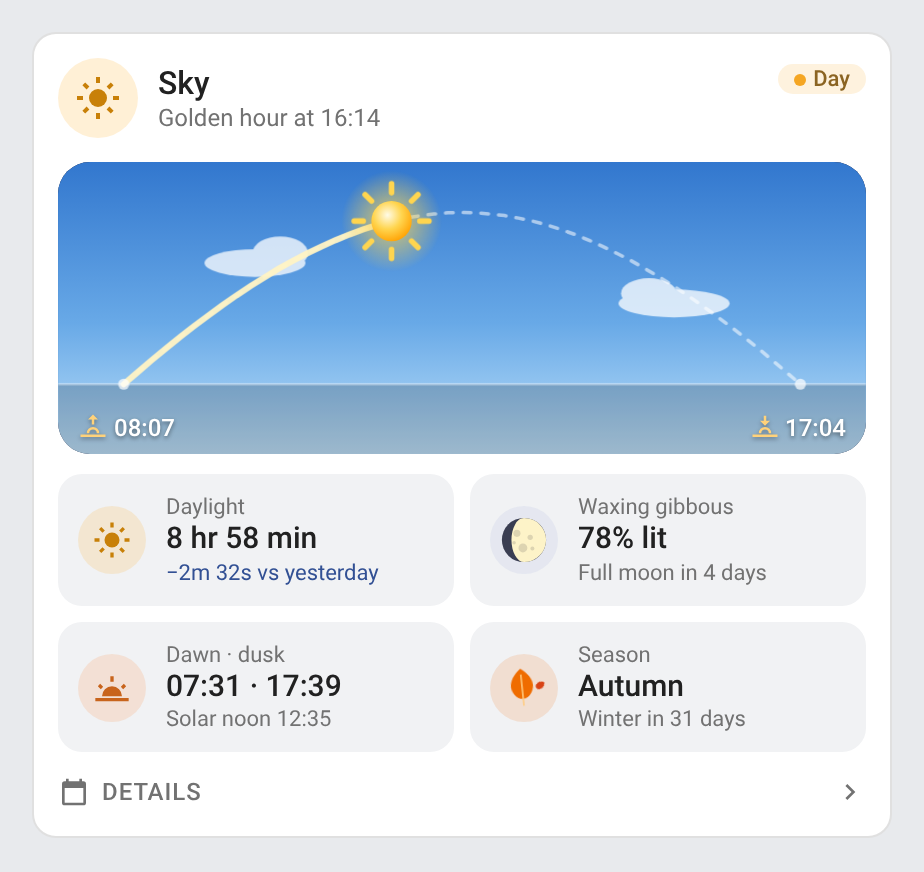 Sky
Golden hour at 16:14
Day
08:07
17:04
Daylight
8 hr 58 min
−2m 32s vs yesterday
Waxing gibbous
78% lit
Full moon in 4 days
Dawn · dusk
07:31 · 17:39
Solar noon 12:35
Season
Autumn
Winter in 31 days
DETAILS